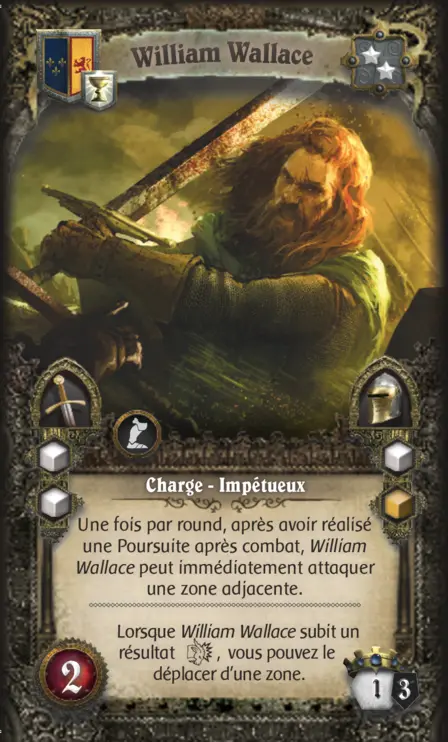 William Wallace
Charge - Impétueux
Une fois par round, après avoir réalisé
une Poursuite après combat, William
Wallace peut immédiatement attaquer
une zone adjacente.
Lorsque William Wallace subit un
résultat , vous pouvez le
déplacer d'une zone.
2
1 3